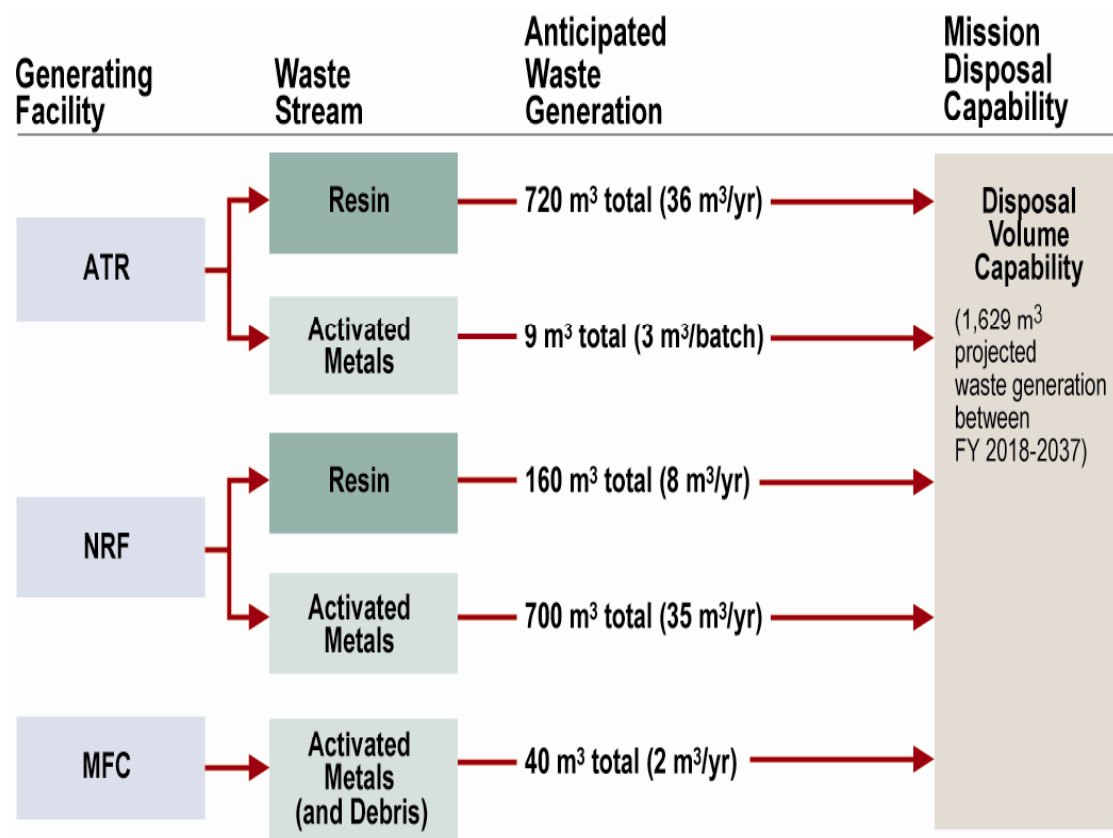 Generating
Facility
Waste
Stream
Anticipated
Waste
Generation
Mission
Disposal
Capability
ATR
Resin
720 m³ total (36 m³/yr)
Activated
Metals
9 m³ total (3 m³/batch)
NRF
Resin
160 m³ total (8 m³/yr)
Activated
Metals
700 m³ total (35 m³/yr)
MFC
Activated
Metals
(and Debris)
40 m³ total (2 m³/yr)
Disposal
Volume
Capability
(1,629 m³
projected
waste generation
between
FY 2018-2037)